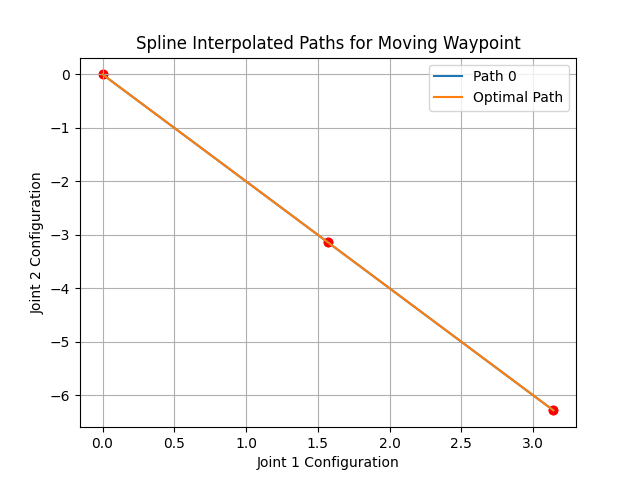 Spline Interpolated Paths for Moving Waypoint
Path 0
Optimal Path
0
−1
−2
−3
−4
−5
−6
Joint 2 Configuration
0.0 0.5 1.0 1.5 2.0 2.5 3.0
Joint 1 Configuration